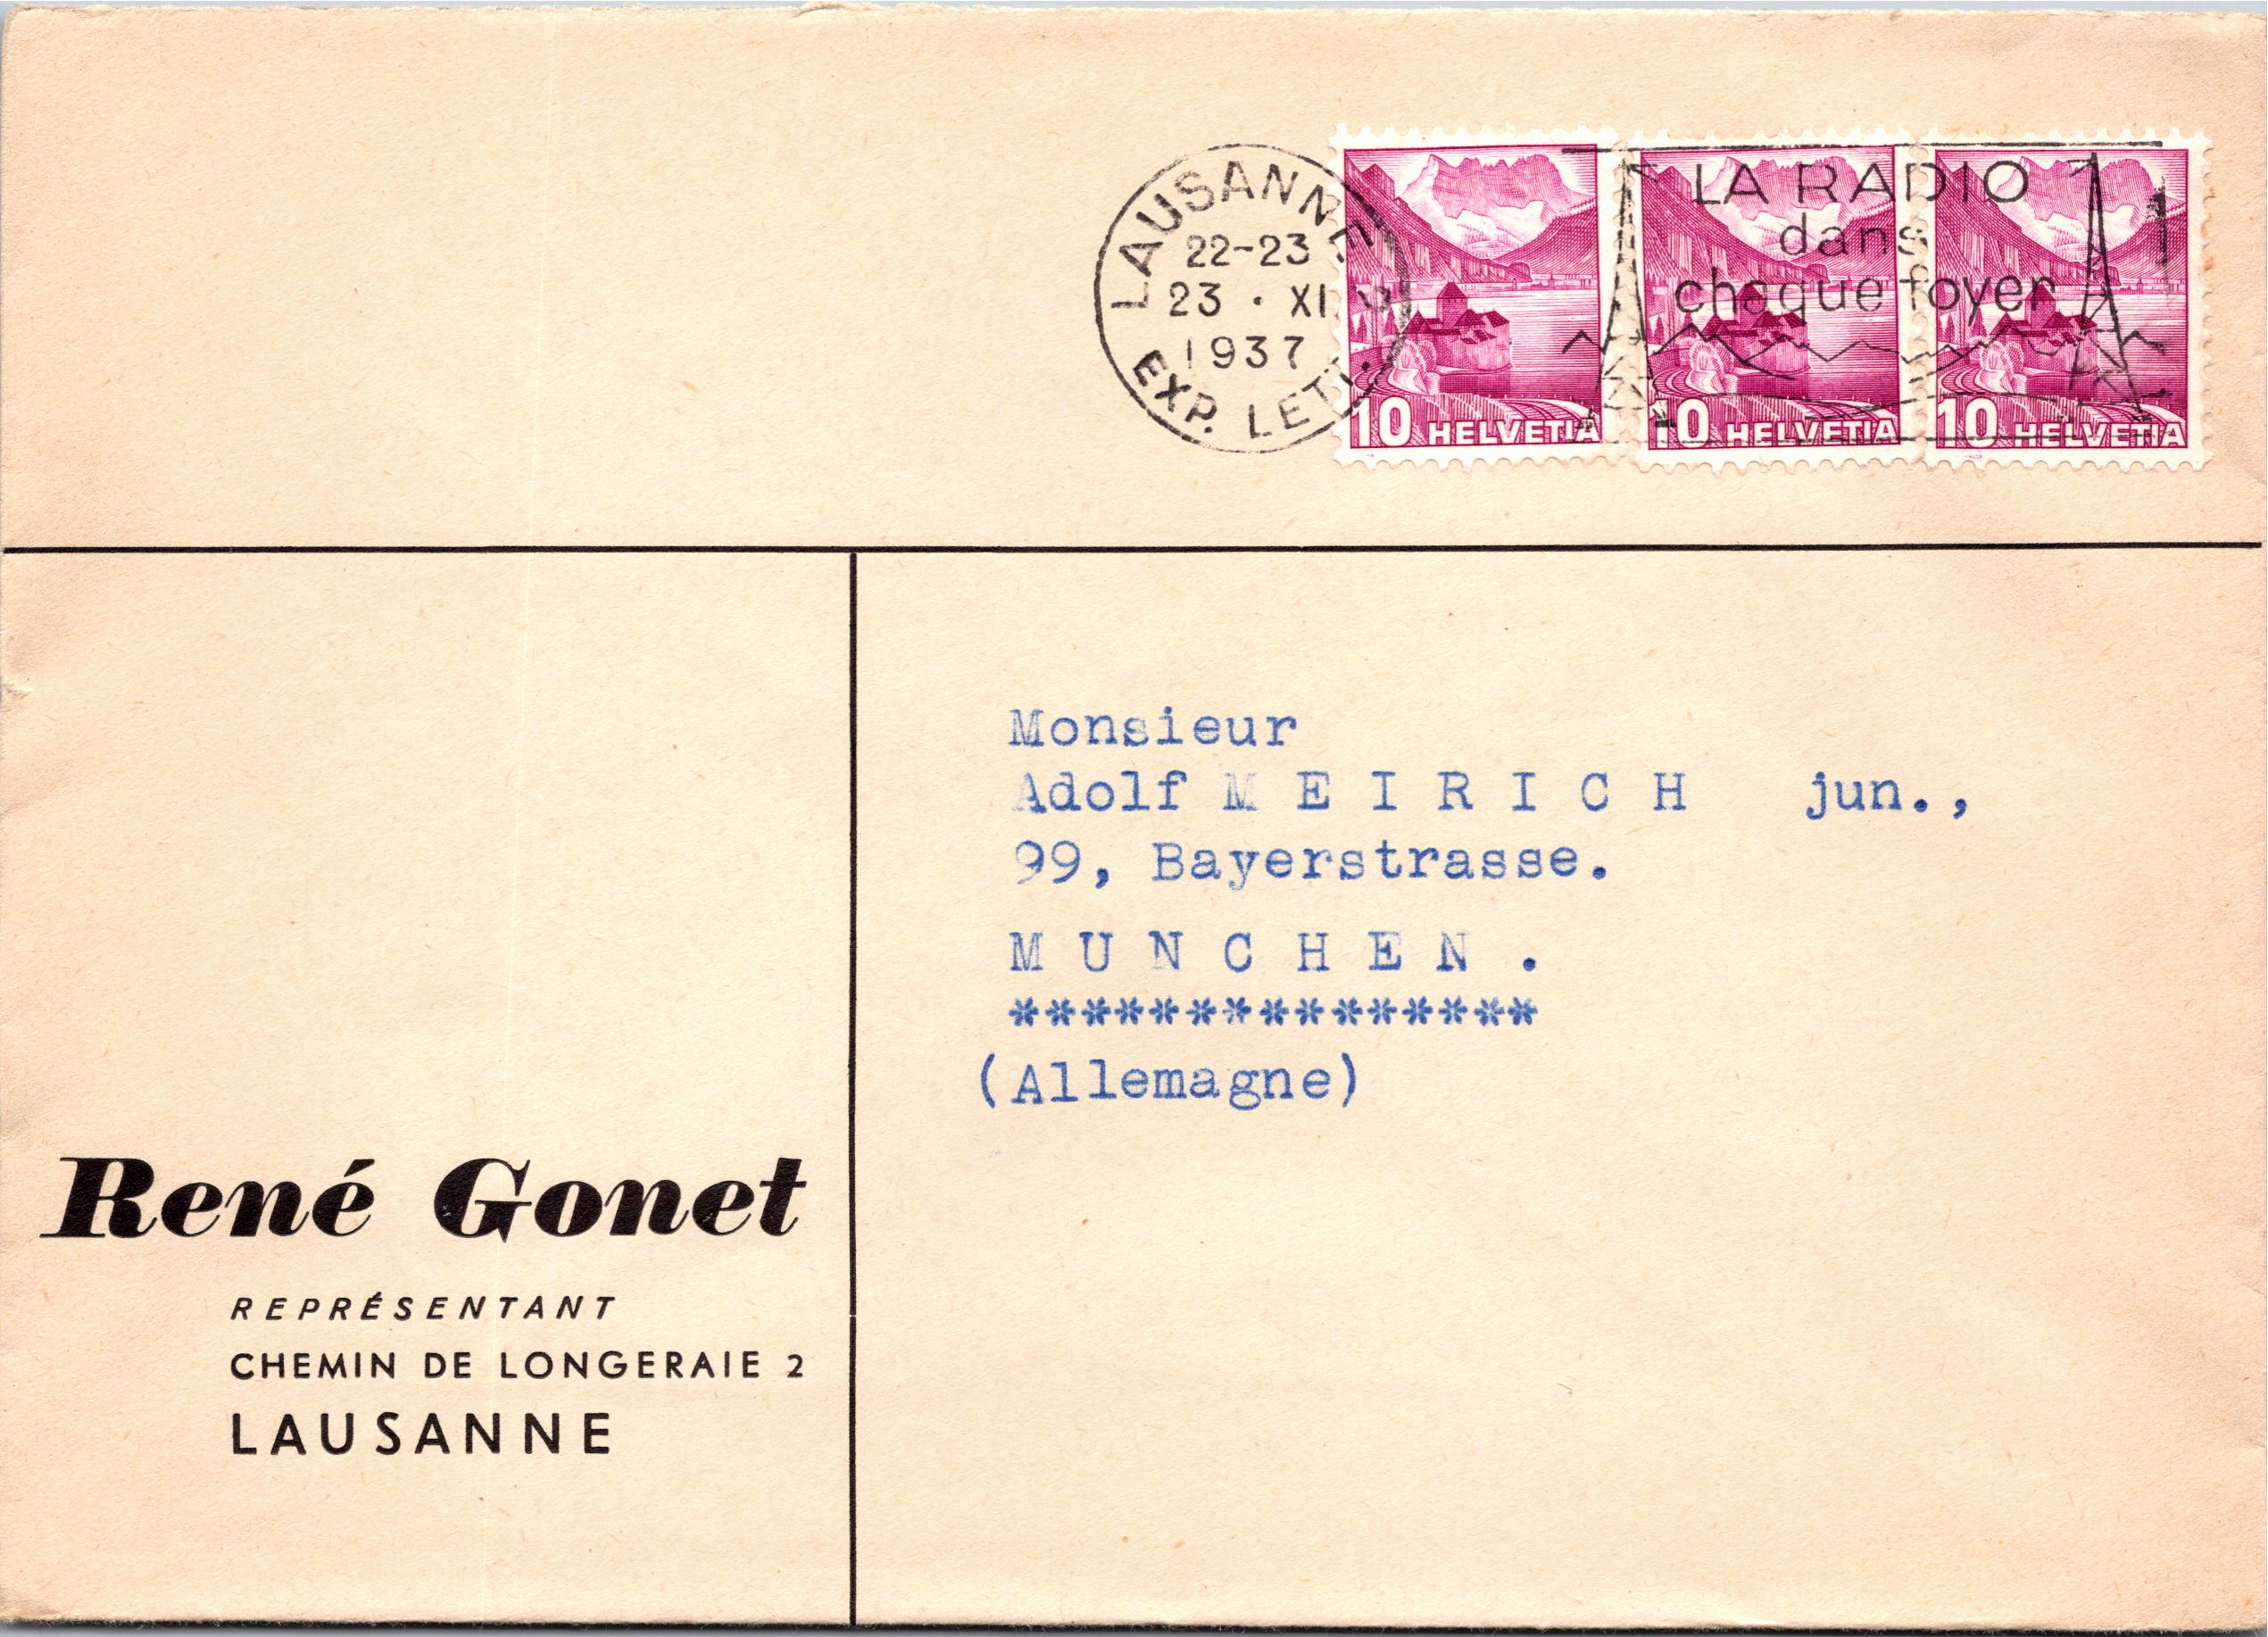 LAUSANNE
22-23
23 · XI
1937
EXP. LETT.
LA RADIO
dans
chaque foyer
10 HELVETIA
10 HELVETIA
10 HELVETIA
Monsieur
Adolf M E I R I C H jun.,
99, Bayerstrasse.
M U N C H E N .
***************
(Allemagne)
René Gonet
REPRÉSENTANT
CHEMIN DE LONGERAIE 2
LAUSANNE